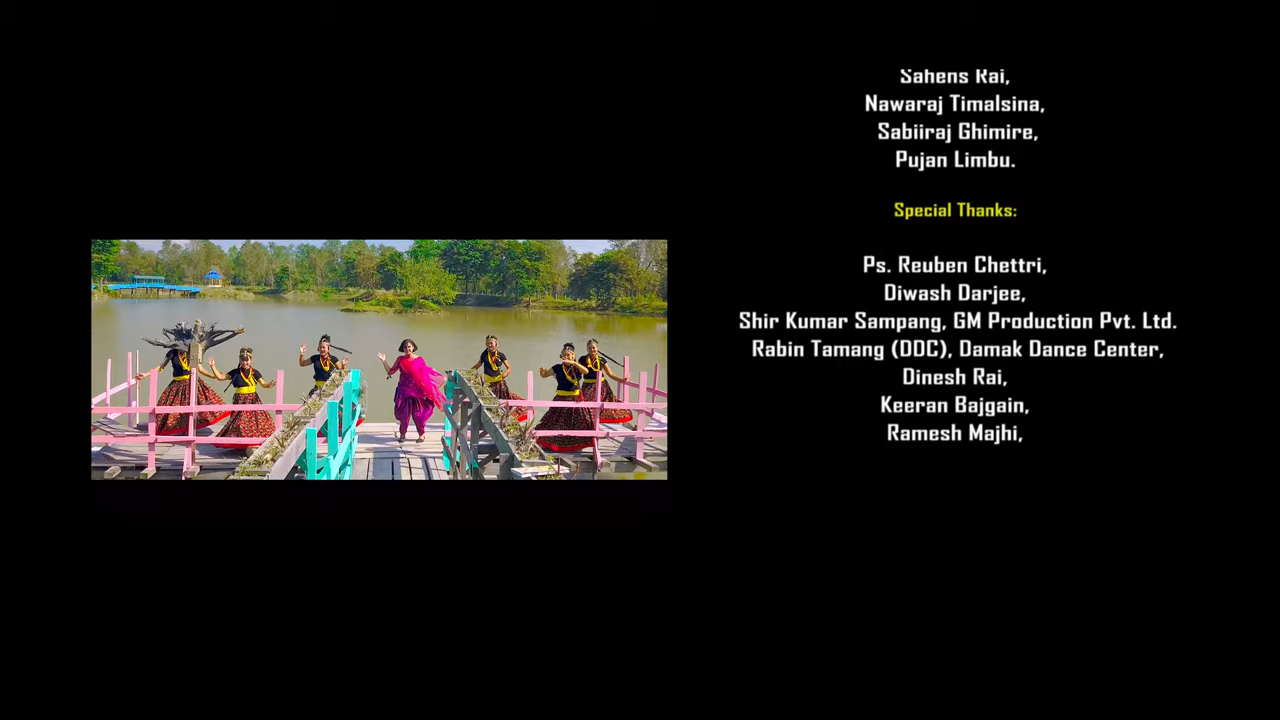 Sahens Rai,
Nawaraj Timalsina,
Sabiiraj Ghimire,
Pujan Limbu.
Special Thanks:
Ps. Reuben Chettri,
Diwash Darjee,
Shir Kumar Sampang, GM Production Pvt. Ltd.
Rabin Tamang (DDC), Damak Dance Center,
Dinesh Rai,
Keeran Bajgain,
Ramesh Majhi,